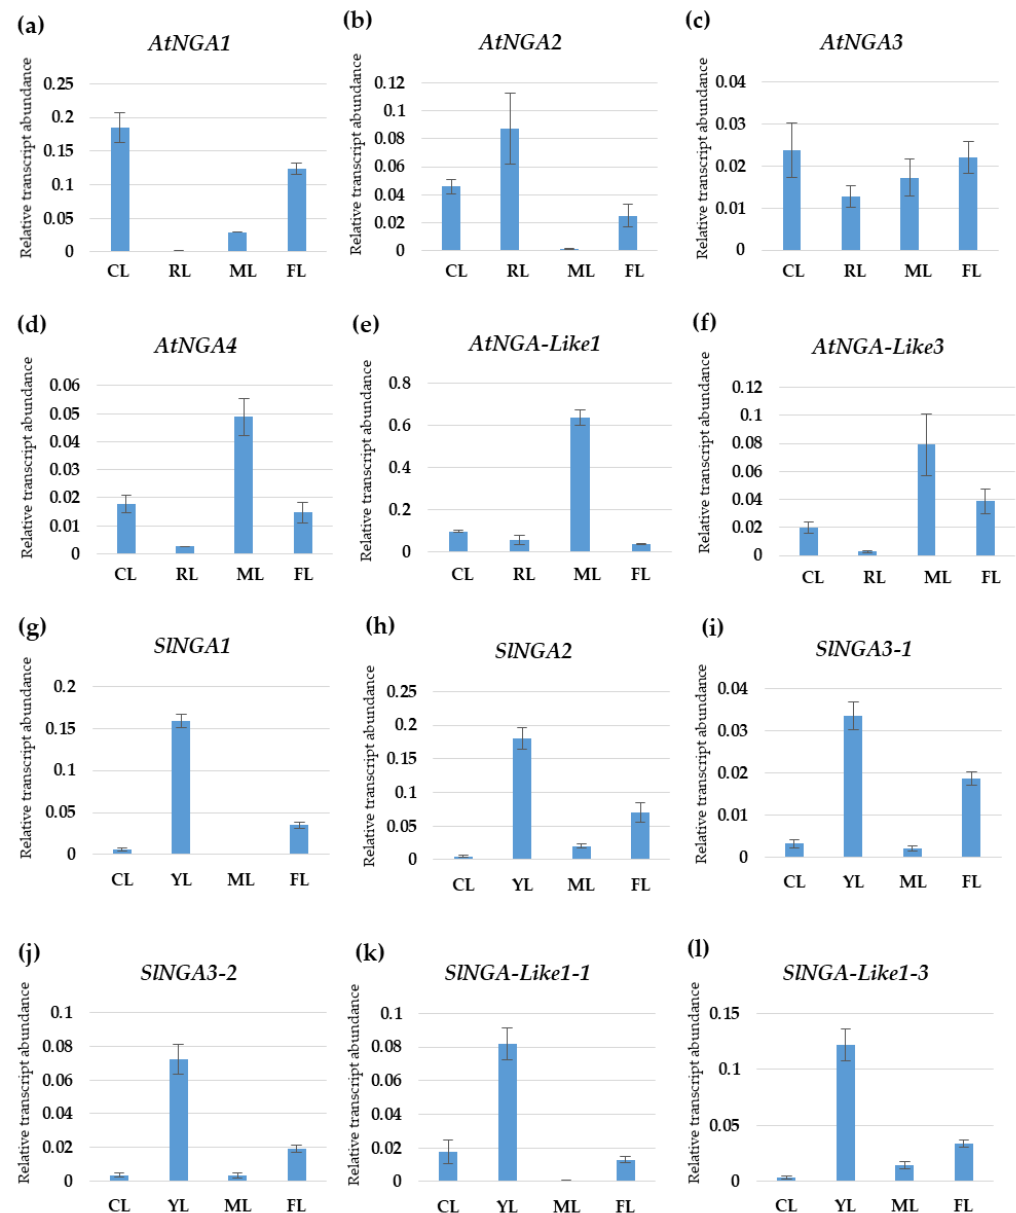 (a)
AtNGA1
Relative transcript abundance
0.25
0.2
0.15
0.1
0.05
0
CL RL ML FL
(b)
AtNGA2
Relative transcript abundance
0.12
0.1
0.08
0.06
0.04
0.02
0
CL RL ML FL
(c)
AtNGA3
Relative transcript abundance
0.04
0.03
0.02
0.01
0
CL RL ML FL
(d)
AtNGA4
Relative transcript abundance
0.06
0.05
0.04
0.03
0.02
0.01
0
CL RL ML FL
(e)
AtNGA-Like1
Relative transcript abundance
0.8
0.6
0.4
0.2
0
CL RL ML FL
(f)
AtNGA-Like3
Relative transcript abundance
0.12
0.1
0.08
0.06
0.04
0.02
0
CL RL ML FL
(g)
SlNGA1
Relative transcript abundance
0.2
0.15
0.1
0.05
0
CL YL ML FL
(h)
SlNGA2
Relative transcript abundance
0.25
0.2
0.15
0.1
0.05
0
CL YL ML FL
(i)
SlNGA3-1
Relative transcript abundance
0.04
0.03
0.02
0.01
0
CL YL ML FL
(j)
SlNGA3-2
Relative transcript abundance
0.1
0.08
0.06
0.04
0.02
0
CL YL ML FL
(k)
SlNGA-Like1-1
Relative transcript abundance
0.1
0.08
0.06
0.04
0.02
0
CL YL ML FL
(l)
SlNGA-Like1-3
Relative transcript abundance
0.15
0.1
0.05
0
CL YL ML FL